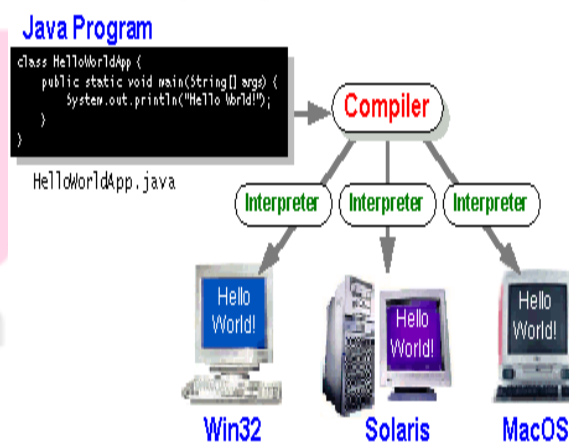 Java Program
class HelloWorldApp {
public static void main(String[] args) {
System.out.println("Hello World!");
}
}
HelloWorldApp.java
Compiler
Interpreter
Interpreter
Interpreter
Hello
World!
Hello
World!
Hello
World!
Win32
Solaris
MacOS